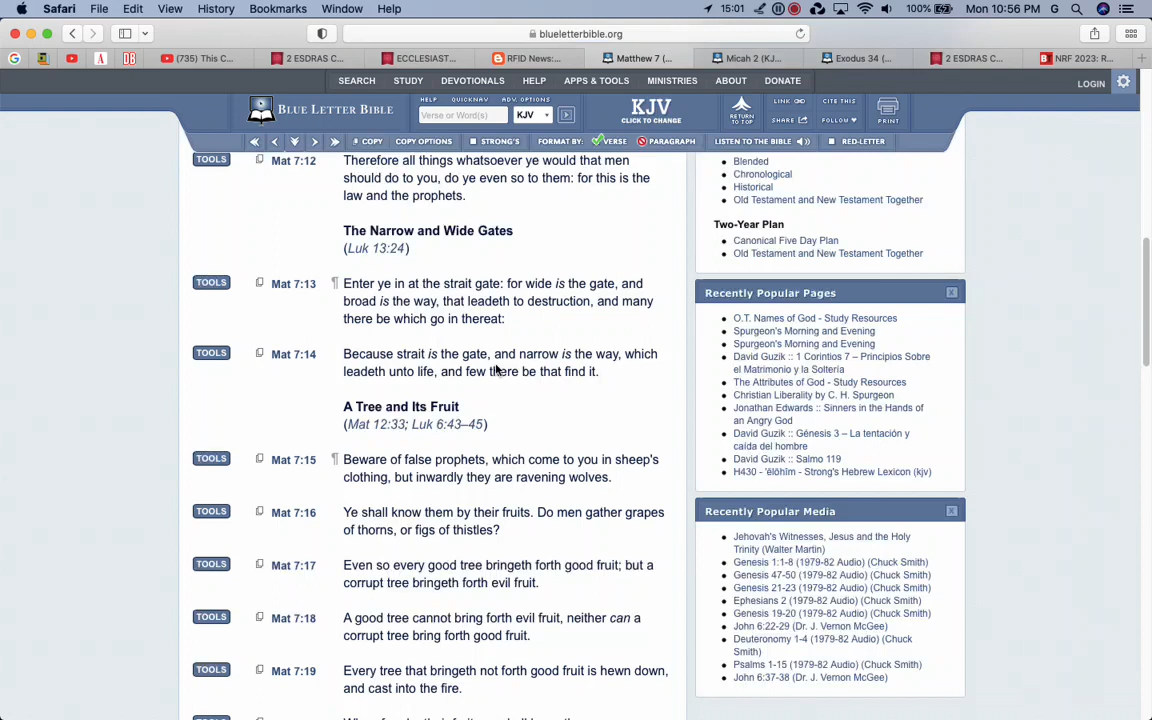 Safari File Edit View History Bookmarks Window Help 15:01 100% Mon 10:56 PM G
blueletterbible.org
(735) This C... 2 ESDRAS C... ECCLESIAST... RFID News:... Matthew 7 (... Micah 2 (KJ... Exodus 34 (... 2 ESDRAS C... NRF 2023: R...
SEARCH STUDY DEVOTIONALS HELP APPS & TOOLS MINISTRIES ABOUT DONATE LOGIN
BLUE LETTER BIBLE
HELP QUICKNAV ADV. OPTIONS
Verse or Word(s) KJV
KJV
CLICK TO CHANGE
RETURN
TO TOP
LINK CITE THIS
SHARE FOLLOW
PRINT
COPY COPY OPTIONS STRONG'S FORMAT BY: VERSE PARAGRAPH LISTEN TO THE BIBLE RED-LETTER
TOOLS Mat 7:12 Therefore all things whatsoever ye would that men
should do to you, do ye even so to them: for this is the
law and the prophets.
The Narrow and Wide Gates
(Luk 13:24)
TOOLS Mat 7:13 ¶ Enter ye in at the strait gate: for wide is the gate, and
broad is the way, that leadeth to destruction, and many
there be which go in thereat:
TOOLS Mat 7:14 Because strait is the gate, and narrow is the way, which
leadeth unto life, and few there be that find it.
A Tree and Its Fruit
(Mat 12:33; Luk 6:43–45)
TOOLS Mat 7:15 ¶ Beware of false prophets, which come to you in sheep's
clothing, but inwardly they are ravening wolves.
TOOLS Mat 7:16 Ye shall know them by their fruits. Do men gather grapes
of thorns, or figs of thistles?
TOOLS Mat 7:17 Even so every good tree bringeth forth good fruit; but a
corrupt tree bringeth forth evil fruit.
TOOLS Mat 7:18 A good tree cannot bring forth evil fruit, neither can a
corrupt tree bring forth good fruit.
TOOLS Mat 7:19 Every tree that bringeth not forth good fruit is hewn down,
and cast into the fire.
Blended
Chronological
Historical
Old Testament and New Testament Together
Two-Year Plan
Canonical Five Day Plan
Old Testament and New Testament Together
Recently Popular Pages
O.T. Names of God - Study Resources
Spurgeon's Morning and Evening
Spurgeon's Morning and Evening
David Guzik :: 1 Corintios 7 – Principios Sobre
el Matrimonio y la Soltería
The Attributes of God - Study Resources
Christian Liberality by C. H. Spurgeon
Jonathan Edwards :: Sinners in the Hands of
an Angry God
David Guzik :: Génesis 3 – La tentación y
caída del hombre
David Guzik :: Salmo 119
H430 - 'ĕlōhîm - Strong's Hebrew Lexicon (kjv)
Recently Popular Media
Jehovah's Witnesses, Jesus and the Holy
Trinity (Walter Martin)
Genesis 1:1-8 (1979-82 Audio) (Chuck Smith)
Genesis 47-50 (1979-82 Audio) (Chuck Smith)
Genesis 21-23 (1979-82 Audio) (Chuck Smith)
Ephesians 2 (1979-82 Audio) (Chuck Smith)
Genesis 19-20 (1979-82 Audio) (Chuck Smith)
John 6:22-29 (Dr. J. Vernon McGee)
Deuteronomy 1-4 (1979-82 Audio) (Chuck
Smith)
Psalms 1-15 (1979-82 Audio) (Chuck Smith)
John 6:37-38 (Dr. J. Vernon McGee)